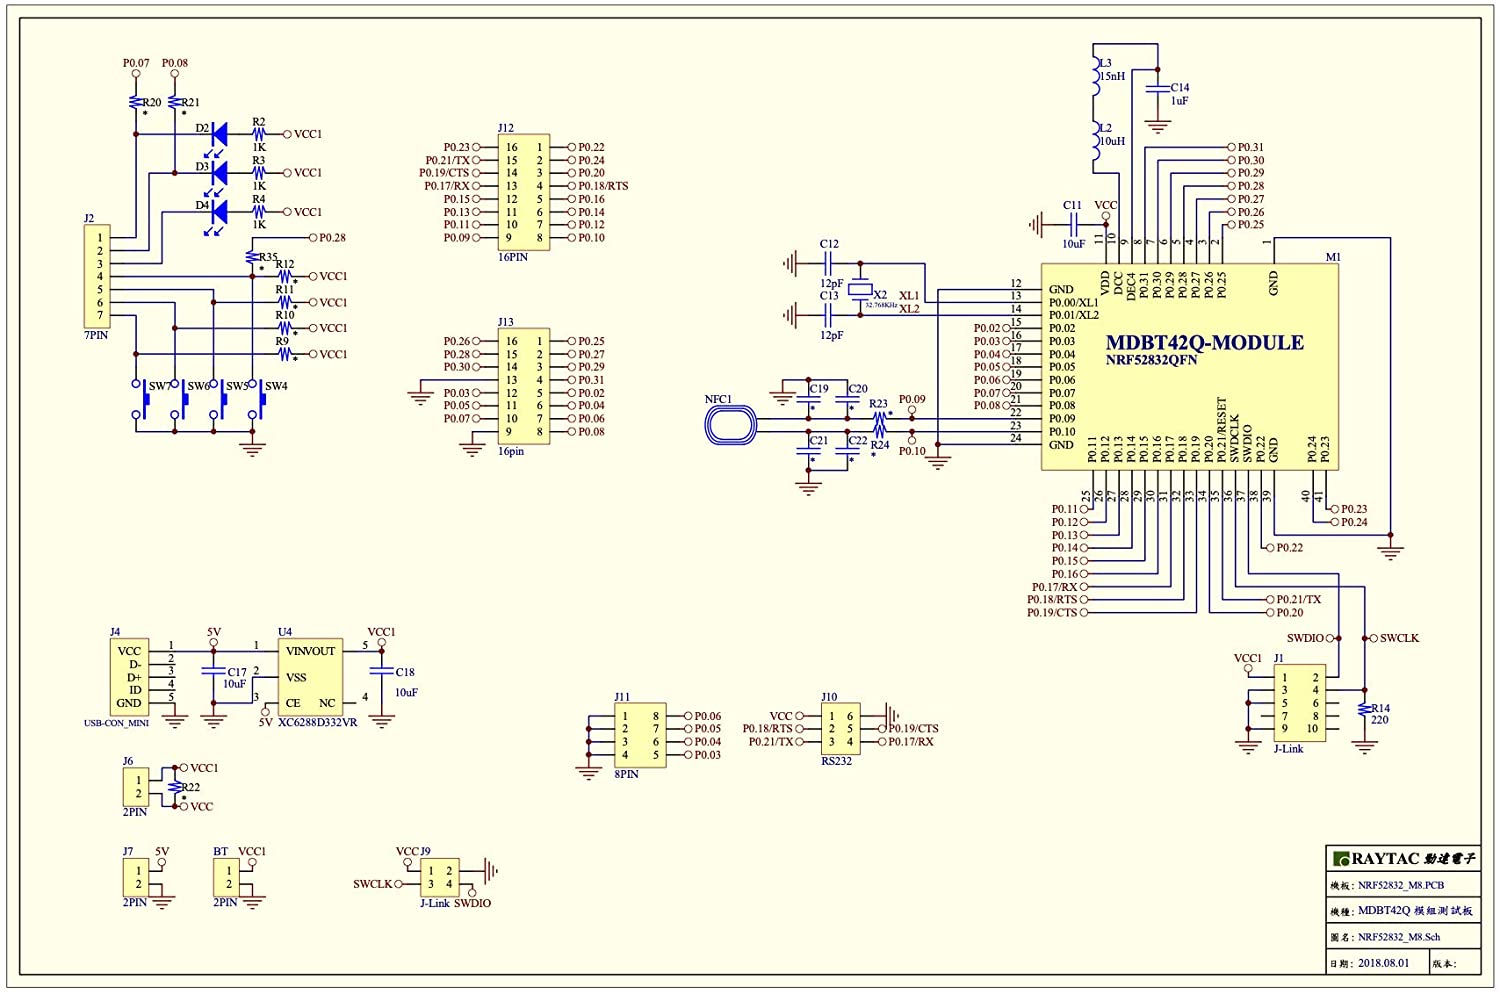 P0.07 P0.08
R20 R21
* *
D2 R2 VCC1
1K
D3 R3 VCC1
1K
D4 R4 VCC1
1K
J2
1
2
3
4
5
6
7
7PIN
P0.28
R35
*
R12 * VCC1
R11 * VCC1
R10 * VCC1
R9 * VCC1
SW7 SW6 SW5 SW4
J12
P0.23 16 1 P0.22
P0.21/TX 15 2 P0.24
P0.19/CTS 14 3 P0.20
P0.17/RX 13 4 P0.18/RTS
P0.15 12 5 P0.16
P0.13 11 6 P0.14
P0.11 10 7 P0.12
P0.09 9 8 P0.10
16PIN
J13
P0.26 16 1 P0.25
P0.28 15 2 P0.27
P0.30 14 3 P0.29
13 4 P0.31
P0.03 12 5 P0.02
P0.05 11 6 P0.04
P0.07 10 7 P0.06
9 8 P0.08
16pin
L3
15nH
C14
1uF
L2
10uH
P0.31
P0.30
P0.29
P0.28
P0.27
P0.26
P0.25
C11 VCC
10uF
11 10 9 8 7 6 5 4 3 2 1
M1
VDD DCC DEC4 P0.31 P0.30 P0.29 P0.28 P0.27 P0.26 P0.25 GND
C12
12pF
C13
12pF
X2
32.768KHz
XL1
XL2
12 GND
13 P0.00/XL1
14 P0.01/XL2
P0.02 15 P0.02
P0.03 16 P0.03
P0.04 17 P0.04
P0.05 18 P0.05
P0.06 19 P0.06
P0.07 20 P0.07
P0.08 21 P0.08
22 P0.09
23 P0.10
24 GND
MDBT42Q-MODULE
NRF52832QFN
NFC1
C19 C20
* *
R23 * P0.09
C21 C22 R24 P0.10
* * *
P0.11 P0.12 P0.13 P0.14 P0.15 P0.16 P0.17 P0.18 P0.19 P0.20 P0.21/RESET SWDCLK SWDIO P0.22 GND P0.24 P0.23
25 26 27 28 29 30 31 32 33 34 35 36 37 38 39 40 41
P0.11 P0.23
P0.12 P0.24
P0.13
P0.14 P0.22
P0.15
P0.16
P0.17/RX
P0.18/RTS P0.21/TX
P0.19/CTS P0.20
SWDIO SWCLK
VCC1 J1
1 2
3 4
5 6
7 8
9 10
J-Link
R14
220
J4
VCC 1
D- 2
D+ 3
ID 4
GND 5
USB-CON_MINI
5V
C17
10uF
U4
1 VIN VOUT 5
2 VSS
3 CE NC 4
5V XC6288D332VR
VCC1
C18
10uF
J6
1 VCC1
R22
*
2 VCC
2PIN
J7 5V
1
2
2PIN
BT VCC1
1
2
2PIN
VCC J9
1 2
SWCLK 3 4
J-Link SWDIO
J11
1 8 P0.06
2 7 P0.05
3 6 P0.04
4 5 P0.03
8PIN
J10
VCC 1 6
P0.18/RTS 2 5 P0.19/CTS
P0.21/TX 3 4 P0.17/RX
RS232
RAYTAC 勁達電子
機板: NRF52832_M8.PCB
機種: MDBT42Q 模組測試板
圖名: NRF52832_M8.Sch
日期: 2018.08.01 版本: